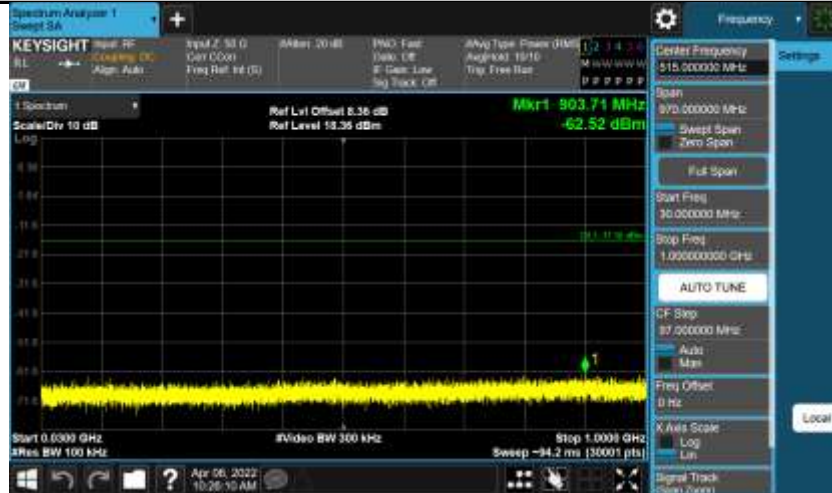 Spectrum Analyzer 1
Swept SA
+
Frequency
KEYSIGHT
Input: RF
Coupling: DC
Align: Auto
Input Z: 50 Ω
Corr CCorr
Freq Ref: Int (S)
#Atten: 20 dB
PNO: Fast
Gate: Off
IF Gain: Low
Sig Track: Off
#Avg Type: Power (RMS)
Avg|Hold: 10/10
Trig: Free Run
1 2 3 4 5 6
M W W W W W
P P P P P P
1 Spectrum
Scale/Div 10 dB
Log
Ref Lvl Offset 8.36 dB
Ref Level 18.36 dBm
Mkr1 903.71 MHz
-62.52 dBm
1
Start 0.0300 GHz
#Res BW 100 kHz
#Video BW 300 kHz
Stop 1.0000 GHz
Sweep ~94.2 ms (30001 pts)
Apr 06, 2022
10:26:10 AM
Center Frequency
515.000000 MHz
Settings
Span
970.000000 MHz
Swept Span
Zero Span
Full Span
Start Freq
30.000000 MHz
Stop Freq
1.000000000 GHz
AUTO TUNE
CF Step
97.000000 MHz
Auto
Man
Freq Offset
0 Hz
X Axis Scale
Log
Lin
Local
Signal Track